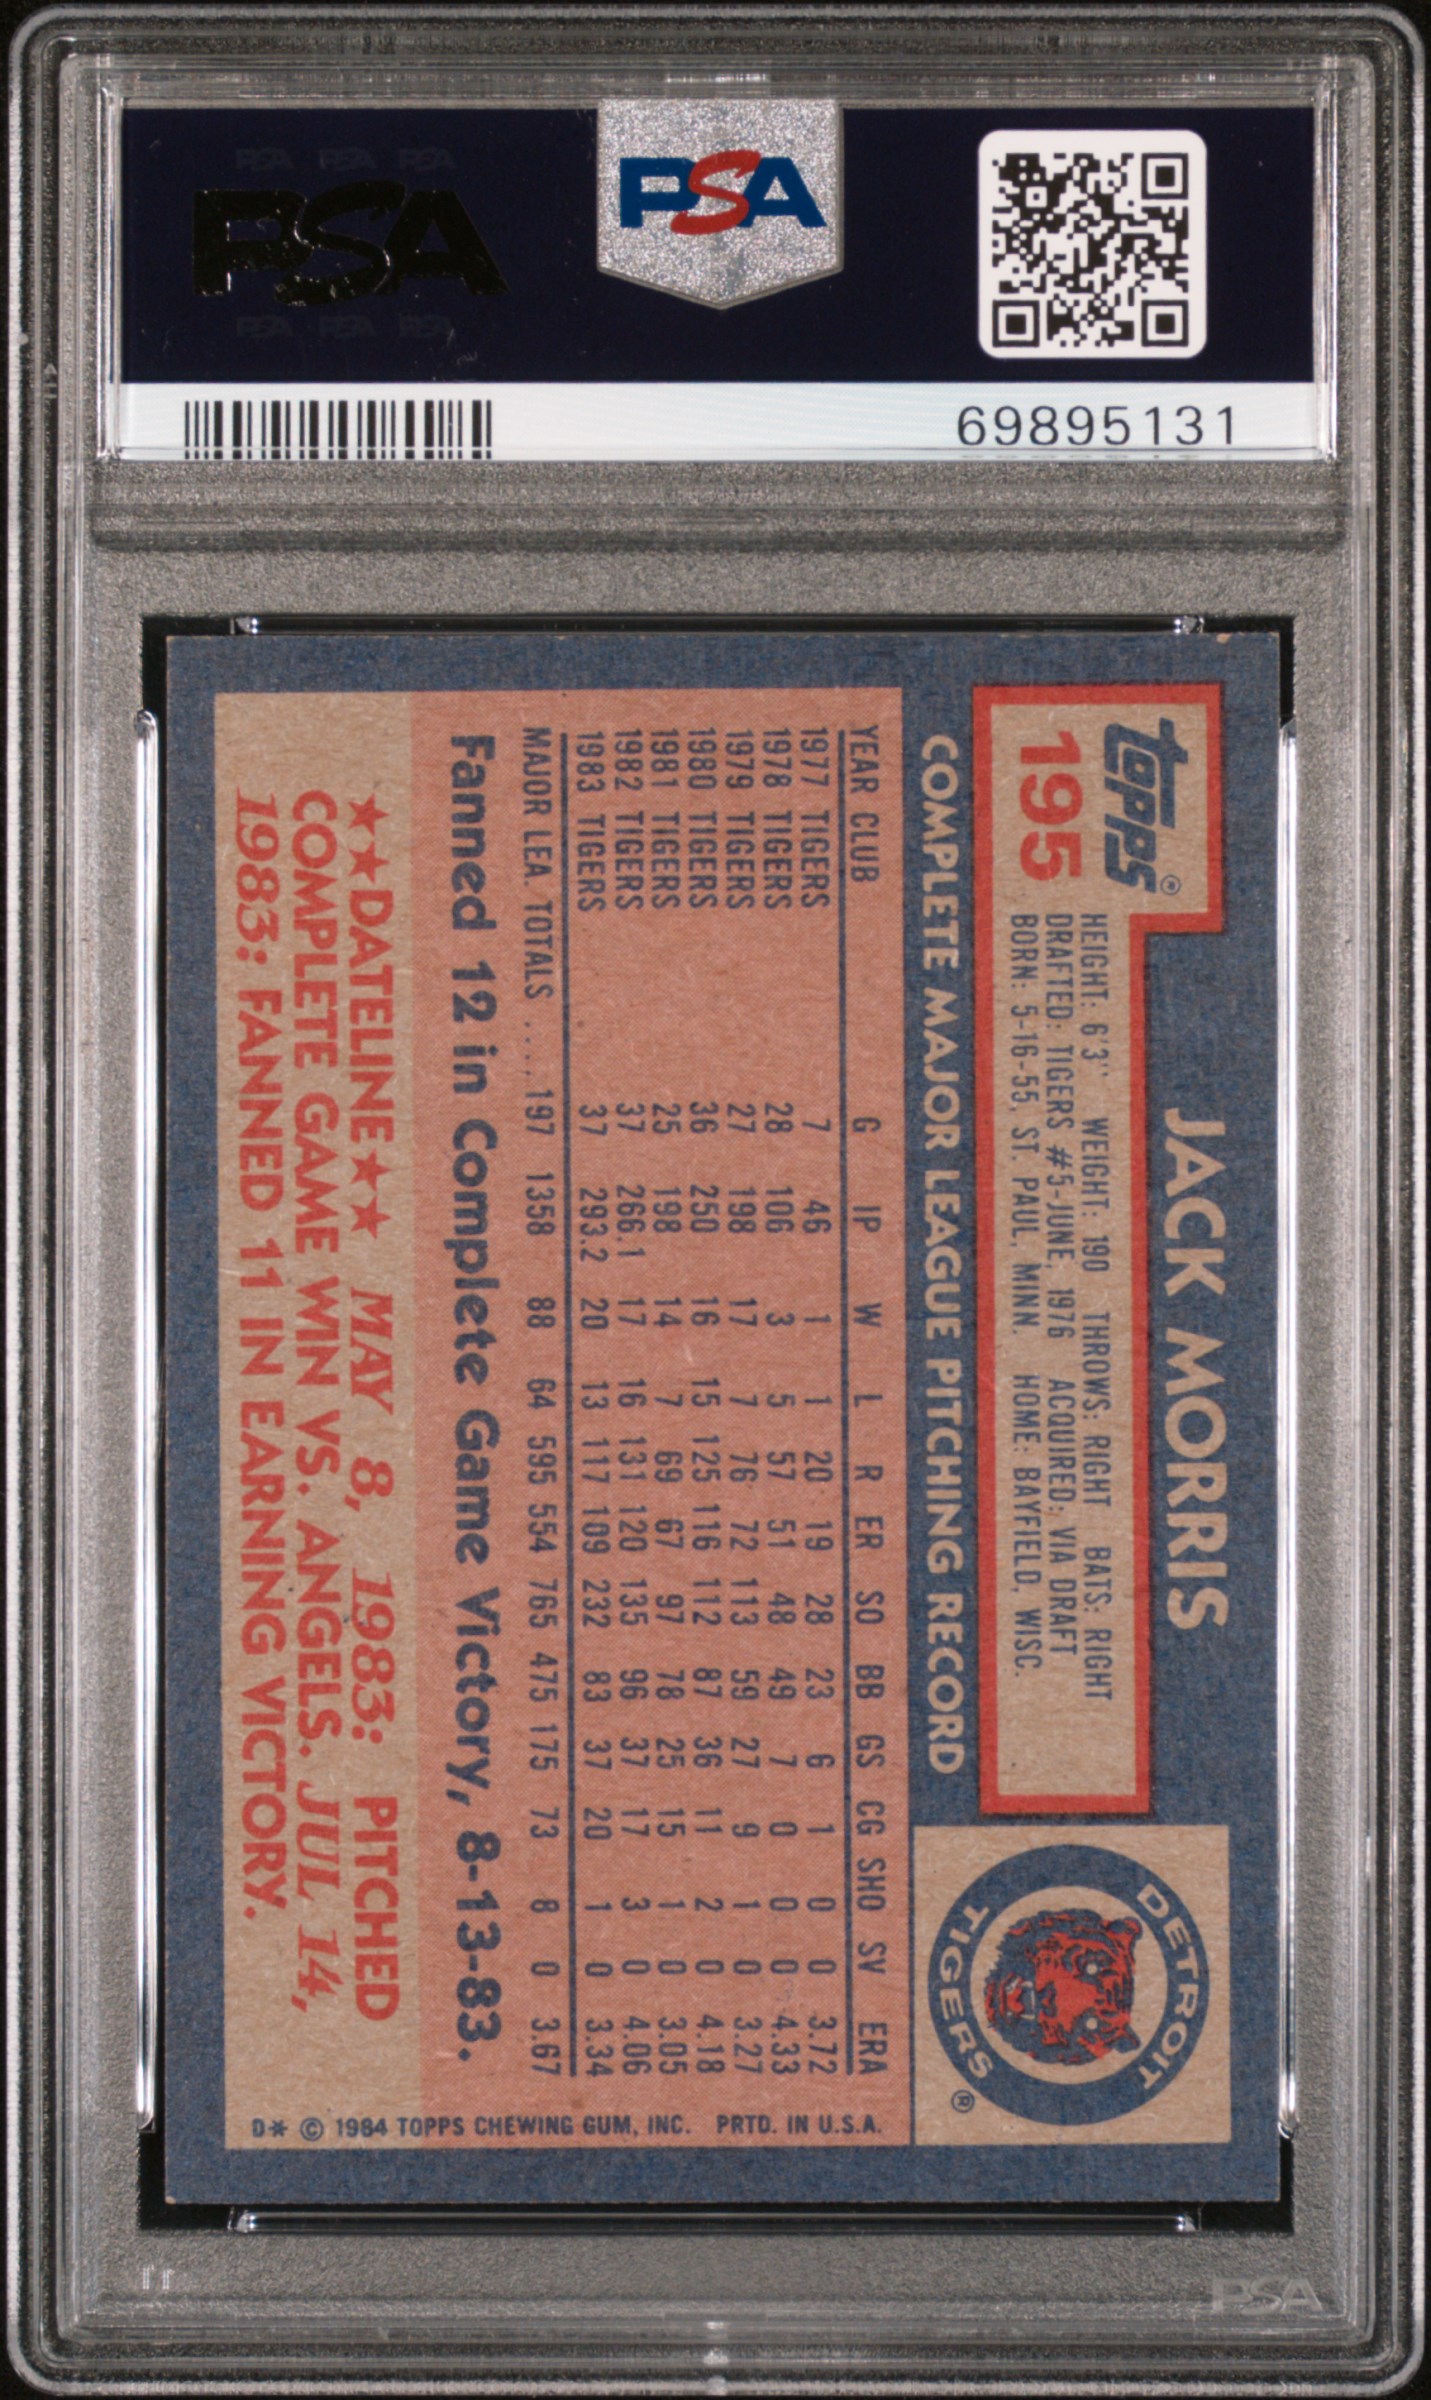 PSA PSA PSA
PSA
PSA PSA PSA
PSA
69895131
JACK MORRIS
topps®
195
HEIGHT: 6'3" WEIGHT: 190 THROWS: RIGHT BATS: RIGHT
DRAFTED: TIGERS #5-JUNE, 1976 ACQUIRED: VIA DRAFT
BORN: 5-16-55, ST. PAUL, MINN. HOME: BAYFIELD, WISC.
DETROIT TIGERS ®
COMPLETE MAJOR LEAGUE PITCHING RECORD
YEAR CLUB G IP W L R ER SO BB GS CG SHO SV ERA
1977 TIGERS 7 46 1 1 20 19 28 23 6 1 0 0 3.72
1978 TIGERS 28 106 3 5 57 51 48 49 7 0 0 0 4.33
1979 TIGERS 27 198 17 7 76 72 113 59 27 9 1 0 3.27
1980 TIGERS 36 250 16 15 125 116 112 87 36 11 2 0 4.18
1981 TIGERS 25 198 14 7 69 67 97 78 25 15 1 0 3.05
1982 TIGERS 37 266.1 17 16 131 120 135 96 37 17 3 0 4.06
1983 TIGERS 37 293.2 20 13 117 109 232 83 37 20 1 0 3.34
MAJOR LEA. TOTALS .... 197 1358 88 64 595 554 765 475 175 73 8 0 3.67
Fanned 12 in Complete Game Victory, 8-13-83.
★★DATELINE★★ MAY 8, 1983: PITCHED
COMPLETE GAME WIN VS. ANGELS. JUL 14,
1983: FANNED 11 IN EARNING VICTORY.
D* © 1984 TOPPS CHEWING GUM, INC. PRTD. IN U.S.A.
PSA